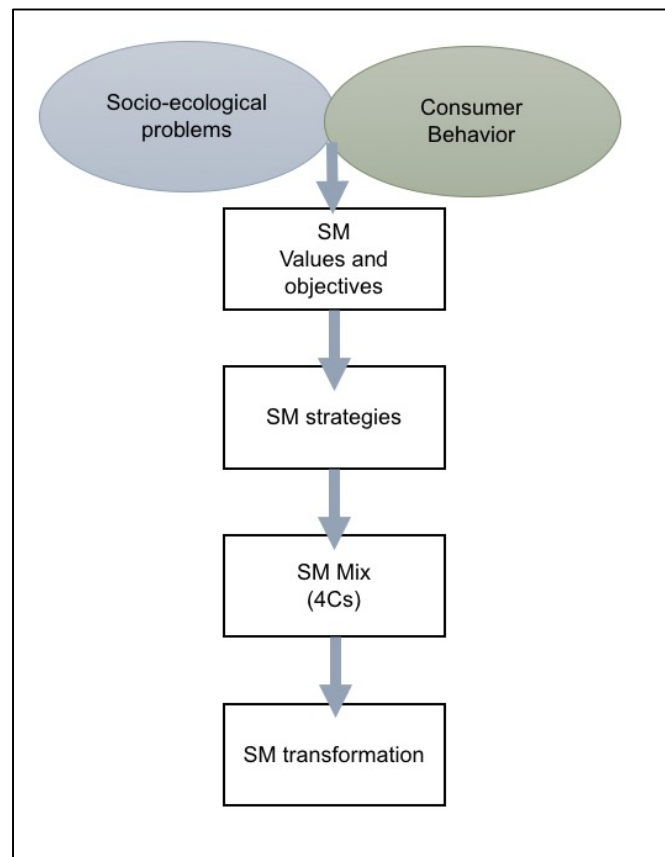 Socio-ecological
problems
Consumer
Behavior
SM
Values and
objectives
SM strategies
SM Mix
(4Cs)
SM transformation